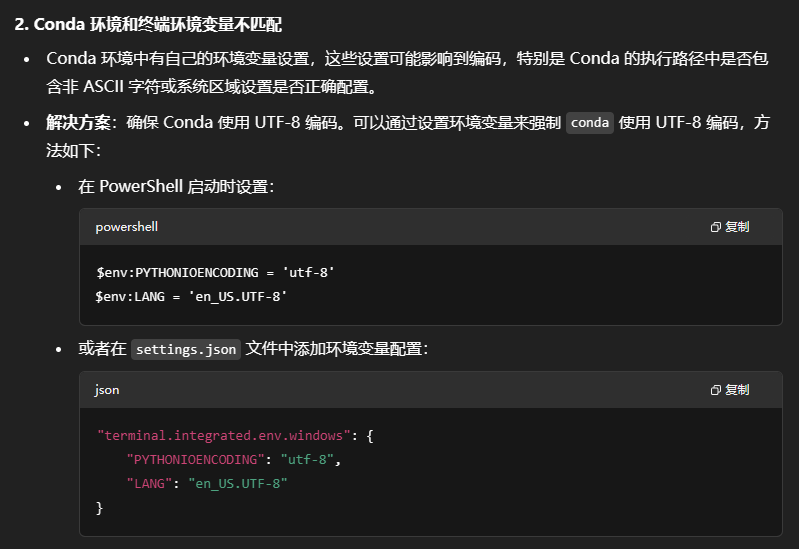 2. Conda 环境和终端环境变量不匹配
• Conda 环境中有自己的环境变量设置，这些设置可能影响到编码，特别是 Conda 的执行路径中是否包
含非 ASCII 字符或系统区域设置是否正确配置。
• 解决方案：确保 Conda 使用 UTF-8 编码。可以通过设置环境变量来强制 conda 使用 UTF-8 编码，方
法如下：
• 在 PowerShell 启动时设置：
powershell 复制
$env:PYTHONIOENCODING = 'utf-8'
$env:LANG = 'en_US.UTF-8'
• 或者在 settings.json 文件中添加环境变量配置：
json 复制
"terminal.integrated.env.windows": {
    "PYTHONIOENCODING": "utf-8",
    "LANG": "en_US.UTF-8"
}